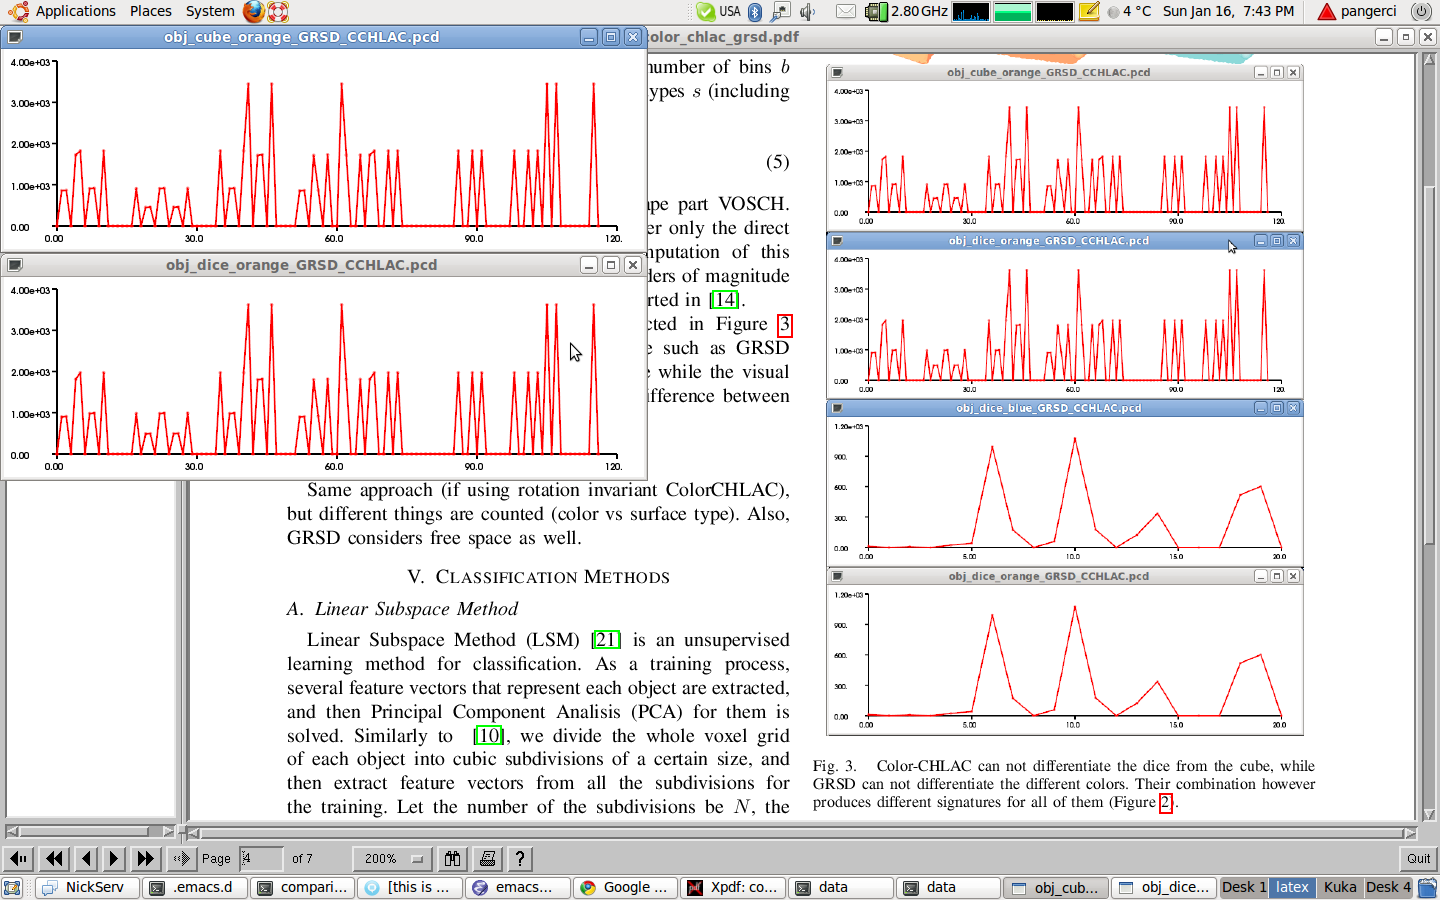 Applications Places System USA 2.80 GHz 4 °C Sun Jan 16, 7:43 PM pangerci
obj_cube_orange_GRSD_CCHLAC.pcd
4.00e+03
3.00e+03
2.00e+03
1.00e+03
0.00
0.00 30.0 60.0 90.0 120.
obj_dice_orange_GRSD_CCHLAC.pcd
4.00e+03
3.00e+03
2.00e+03
1.00e+03
0.00
0.00 30.0 60.0 90.0 120.
color_chlac_grsd.pdf
number of bins b
ypes s (including
(5)
ape part VOSCH.
er only the direct
mputation of this
ders of magnitude
rted in [14].
cted in Figure 3
e such as GRSD
e while the visual
ifference between
Same approach (if using rotation invariant ColorCHLAC),
but different things are counted (color vs surface type). Also,
GRSD considers free space as well.
V. CLASSIFICATION METHODS
A. Linear Subspace Method
Linear Subspace Method (LSM) [21] is an unsupervised
learning method for classification. As a training process,
several feature vectors that represent each object are extracted,
and then Principal Component Analisis (PCA) for them is
solved. Similarly to [10], we divide the whole voxel grid
of each object into cubic subdivisions of a certain size, and
then extract feature vectors from all the subdivisions for
the training. Let the number of the subdivisions be N, the
obj_cube_orange_GRSD_CCHLAC.pcd
4.00e+03
3.00e+03
2.00e+03
1.00e+03
0.00
0.00 30.0 60.0 90.0 120.
obj_dice_orange_GRSD_CCHLAC.pcd
4.00e+03
3.00e+03
2.00e+03
1.00e+03
0.00
0.00 30.0 60.0 90.0 120.
obj_dice_blue_GRSD_CCHLAC.pcd
1.20e+03
900.
600.
300.
0.00
0.00 5.00 10.0 15.0 20.0
obj_dice_orange_GRSD_CCHLAC.pcd
1.20e+03
900.
600.
300.
0.00
0.00 5.00 10.0 15.0 20.0
Fig. 3. Color-CHLAC can not differentiate the dice from the cube, while
GRSD can not differentiate the different colors. Their combination however
produces different signatures for all of them (Figure 2).
Page 4 of 7 200% ? Quit
NickServ .emacs.d compari... [this is ... emacs... Google ... Xpdf: co... data data obj_cub... obj_dice... Desk 1 latex Kuka Desk 4